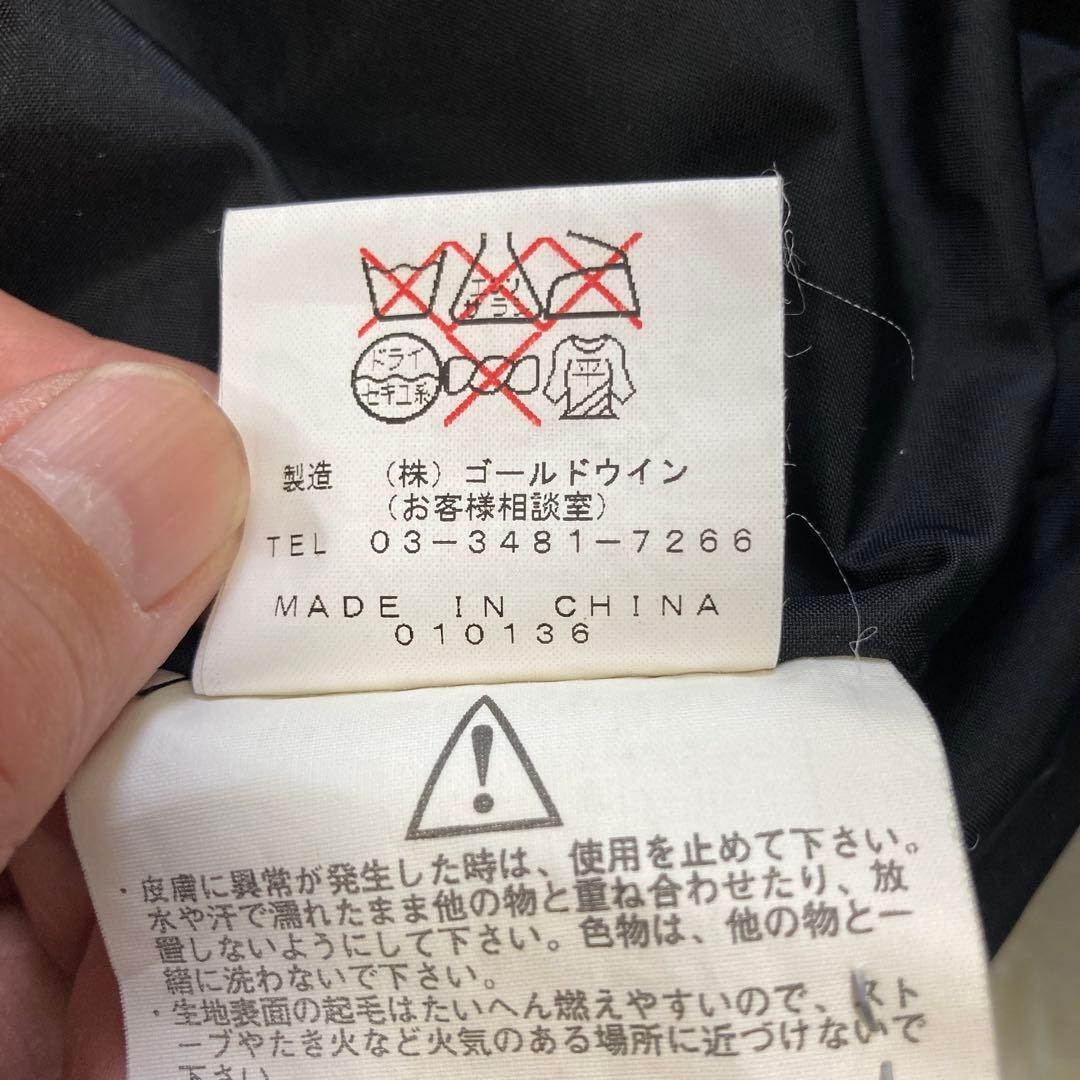 エンソ
サラシ
ドライ
セキユ系
平
製造 (株)ゴールドウイン
(お客様相談室)
TEL 03-3481-7266
MADE IN CHINA
010136
!
・皮膚に異常が発生した時は、使用を止めて下さい。
水や汗で濡れたまま他の物と重ね合わせたり、放
置しないようにして下さい。色物は、他の物と一
緒に洗わないで下さい。
・生地表面の起毛はたいへん燃えやすいので、スト
ーブやたき火など火気のある場所に近づけないで
下さい